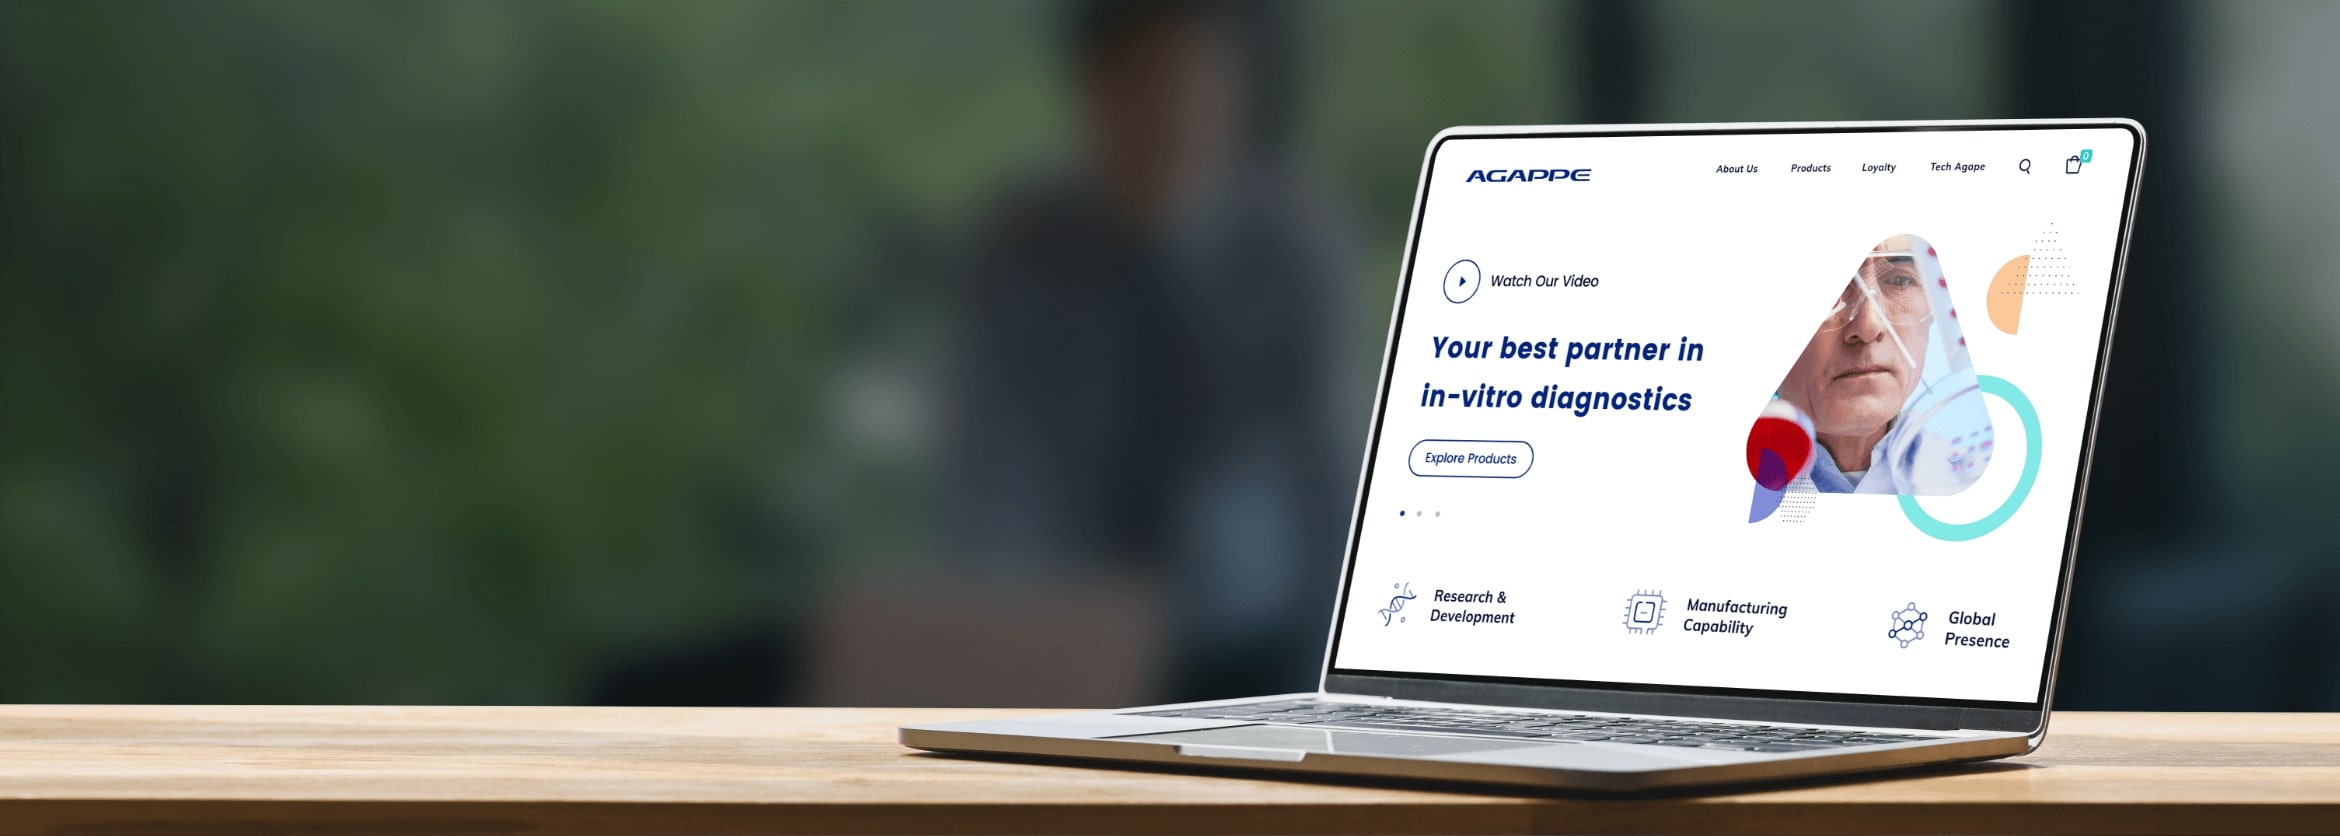 AGAPPE
About Us
Products
Loyalty
Tech Agape
0
Watch Our Video
Your best partner in
in-vitro diagnostics
Explore Products
Research &
Development
Manufacturing
Capability
Global
Presence